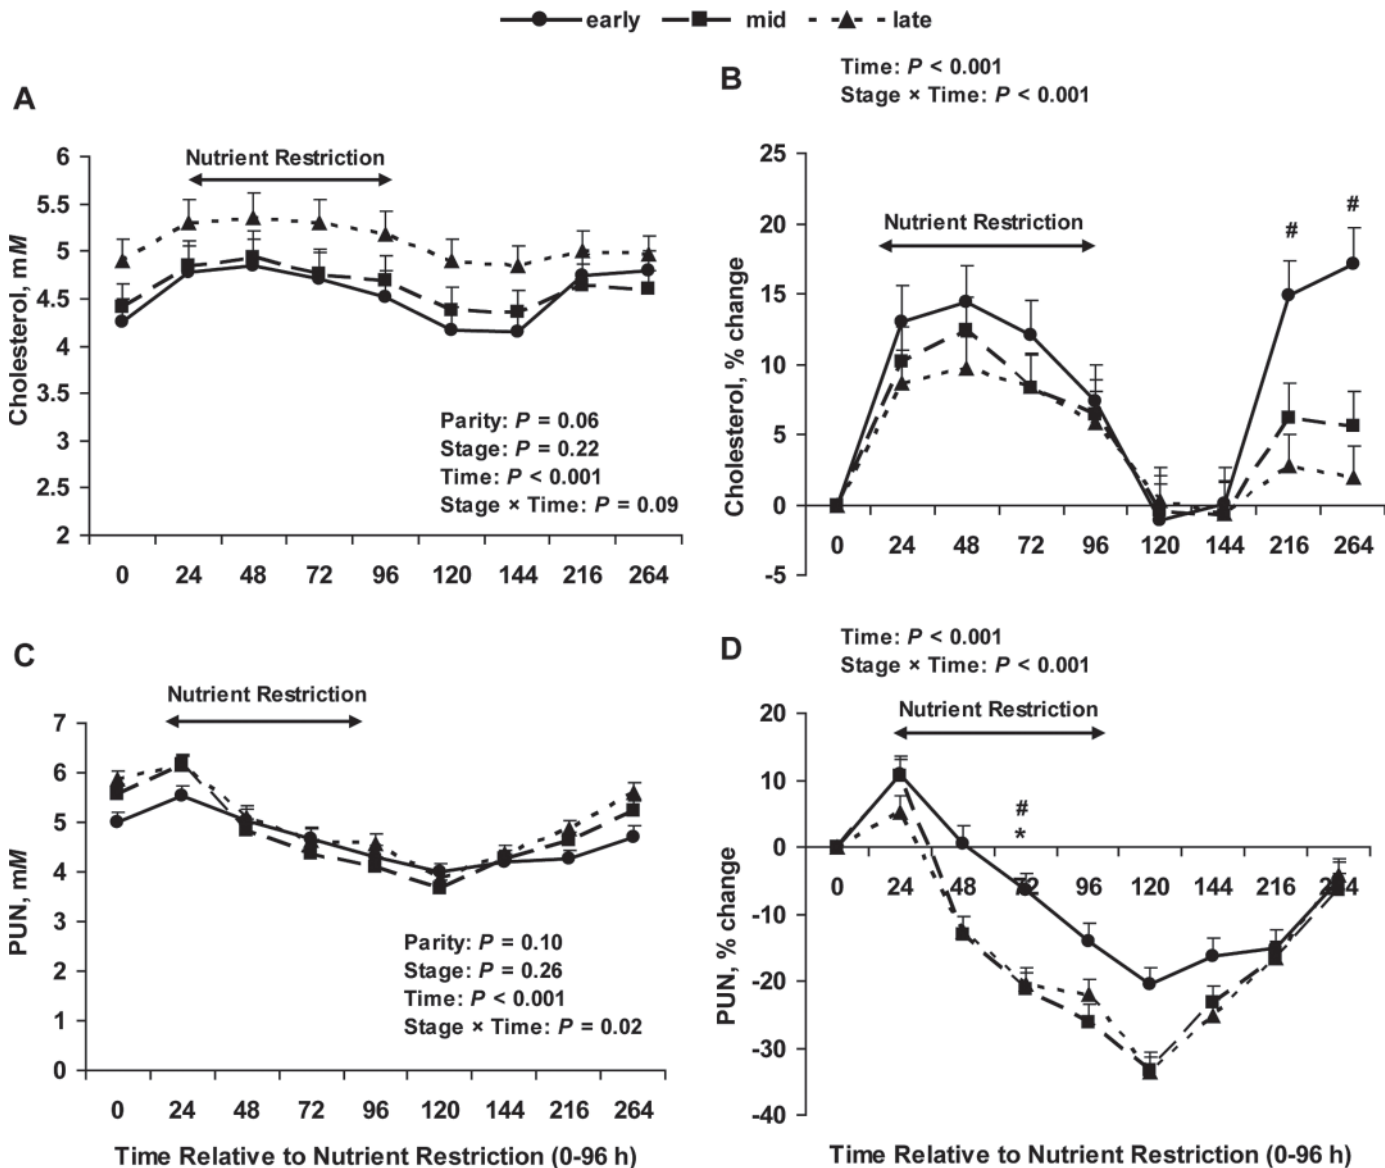 early mid late
A
Nutrient Restriction
Cholesterol, mM
6
5.5
5
4.5
4
3.5
3
2.5
2
Parity: P = 0.06
Stage: P = 0.22
Time: P < 0.001
Stage × Time: P = 0.09
0 24 48 72 96 120 144 216 264
B
Time: P < 0.001
Stage × Time: P < 0.001
Nutrient Restriction
Cholesterol, % change
25
20
15
10
5
0
-5
# #
0 24 48 72 96 120 144 216 264
C
Nutrient Restriction
PUN, mM
7
6
5
4
3
2
1
0
Parity: P = 0.10
Stage: P = 0.26
Time: P < 0.001
Stage × Time: P = 0.02
0 24 48 72 96 120 144 216 264
Time Relative to Nutrient Restriction (0-96 h)
D
Time: P < 0.001
Stage × Time: P < 0.001
Nutrient Restriction
PUN, % change
20
10
0
-10
-20
-30
-40
#
*
0 24 48 72 96 120 144 216 264
Time Relative to Nutrient Restriction (0-96 h)